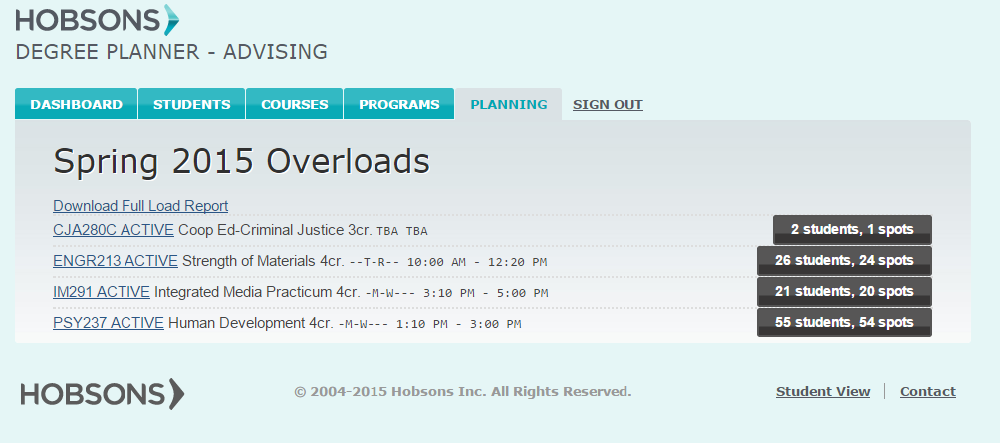 HOBSONS
DEGREE PLANNER - ADVISING
DASHBOARD STUDENTS COURSES PROGRAMS PLANNING SIGN OUT
Spring 2015 Overloads
Download Full Load Report
CJA280C ACTIVE Coop Ed-Criminal Justice 3cr. TBA TBA 2 students, 1 spots
ENGR213 ACTIVE Strength of Materials 4cr. --T-R-- 10:00 AM - 12:20 PM 26 students, 24 spots
IM291 ACTIVE Integrated Media Practicum 4cr. -M-W--- 3:10 PM - 5:00 PM 21 students, 20 spots
PSY237 ACTIVE Human Development 4cr. -M-W--- 1:10 PM - 3:00 PM 55 students, 54 spots
HOBSONS © 2004-2015 Hobsons Inc. All Rights Reserved. Student View | Contact